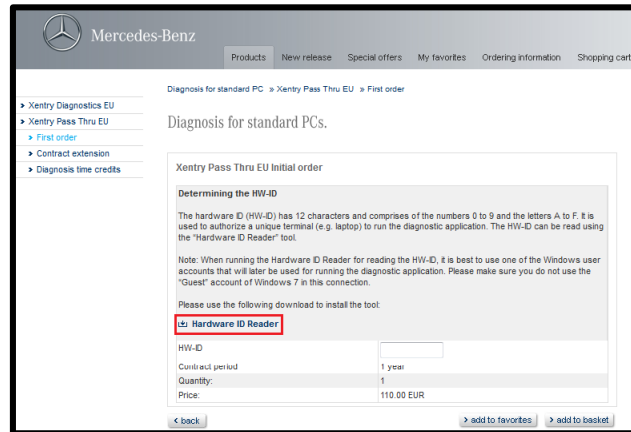 Mercedes-Benz
Products New release Special offers My favorites Ordering information Shopping cart
Diagnosis for standard PC » Xentry Pass Thru EU » First order
Xentry Diagnostics EU
Xentry Pass Thru EU
First order
Contract extension
Diagnosis time credits
Diagnosis for standard PCs.
Xentry Pass Thru EU Initial order
Determining the HW-ID
The hardware ID (HW-ID) has 12 characters and comprises of the numbers 0 to 9 and the letters A to F. It is
used to authorize a unique terminal (e.g. laptop) to run the diagnostic application. The HW-ID can be read using
the "Hardware ID Reader" tool.
Note: When running the Hardware ID Reader for reading the HW-ID, it is best to use one of the Windows user
accounts that will later be used for running the diagnostic application. Please make sure you do not use the
"Guest" account of Windows 7 in this connection.
Please use the following download to install the tool:
Hardware ID Reader
HW-ID
Contract period 1 year
Quantity: 1
Price: 110.00 EUR
back add to favorites add to basket